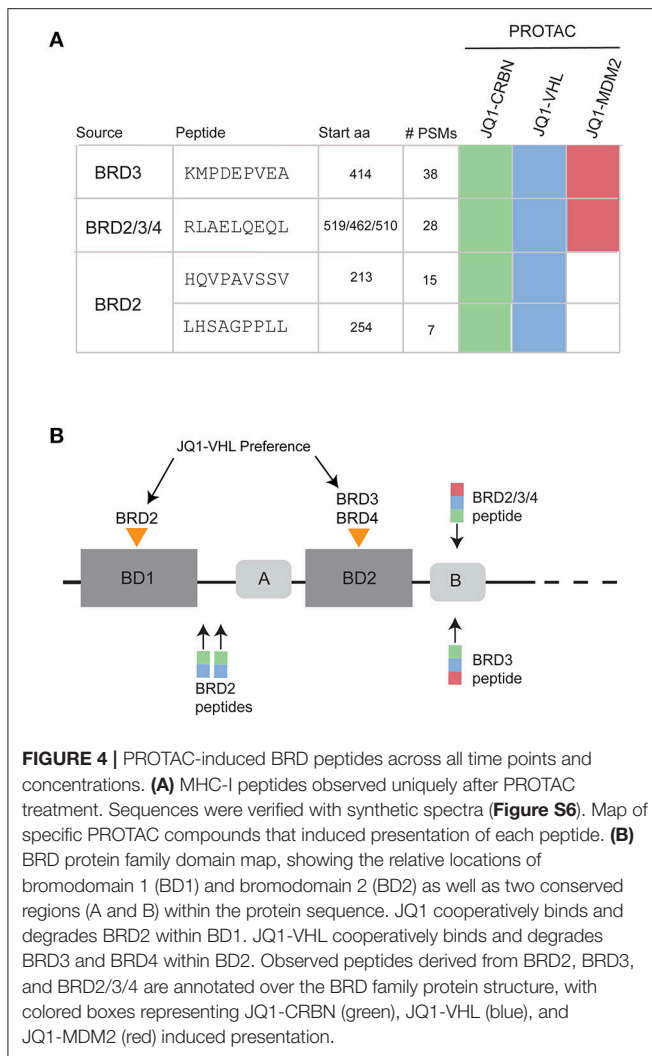 A
PROTAC
JQ1-CRBN
JQ1-VHL
JQ1-MDM2
Source Peptide Start aa # PSMs
BRD3 KMPDEPVEA 414 38
BRD2/3/4 RLAELQEQL 519/462/510 28
BRD2 HQVPAVSSV 213 15
LHSAGPPLL 254 7
B
JQ1-VHL Preference
BRD2
BRD3
BRD4
BRD2/3/4
peptide
BD1 A BD2 B
BRD2
peptides
BRD3
peptide
FIGURE 4 | PROTAC-induced BRD peptides across all time points and
concentrations. (A) MHC-I peptides observed uniquely after PROTAC
treatment. Sequences were verified with synthetic spectra (Figure S6). Map of
specific PROTAC compounds that induced presentation of each peptide. (B)
BRD protein family domain map, showing the relative locations of
bromodomain 1 (BD1) and bromodomain 2 (BD2) as well as two conserved
regions (A and B) within the protein sequence. JQ1 cooperatively binds and
degrades BRD2 within BD1. JQ1-VHL cooperatively binds and degrades
BRD3 and BRD4 within BD2. Observed peptides derived from BRD2, BRD3,
and BRD2/3/4 are annotated over the BRD family protein structure, with
colored boxes representing JQ1-CRBN (green), JQ1-VHL (blue), and
JQ1-MDM2 (red) induced presentation.